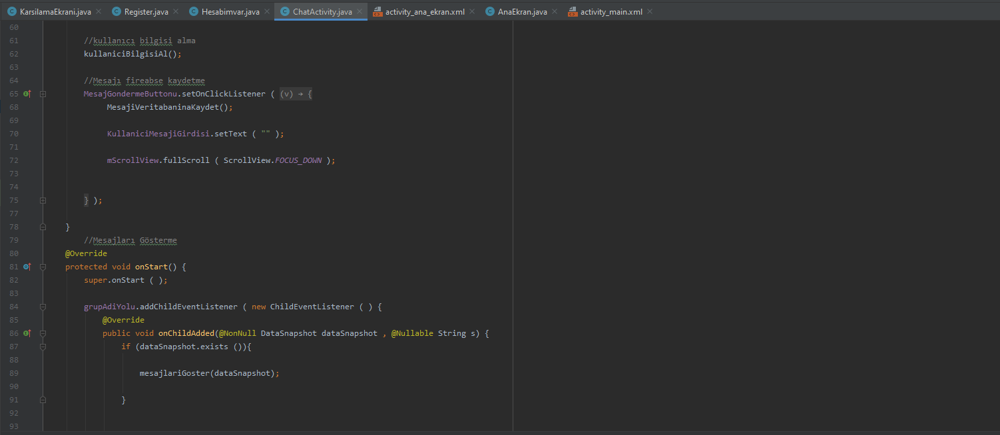 KarsilamaEkrani.java Register.java Hesabimvar.java ChatActivity.java activity_ana_ekran.xml AnaEkran.java activity_main.xml
60
61 //kullanıcı bilgisi alma
62 kullaniciBilgisiAl();
63
64 //Mesajı fireabse kaydetme
65 MesajGondermeButtonu.setOnClickListener ( (v) → {
68 MesajiVeritabaninaKaydet();
69
70 KullaniciMesajiGirdisi.setText ( "" );
71
72 mScrollView.fullScroll ( ScrollView.FOCUS_DOWN );
73
74
75 } );
77
78 }
79 //Mesajları Gösterme
80 @Override
81 protected void onStart() {
82 super.onStart ( );
83
84 grupAdiYolu.addChildEventListener ( new ChildEventListener ( ) {
85 @Override
86 public void onChildAdded(@NonNull DataSnapshot dataSnapshot , @Nullable String s) {
87 if (dataSnapshot.exists ()){
88
89 mesajlariGoster(dataSnapshot);
90
91 }
92
93